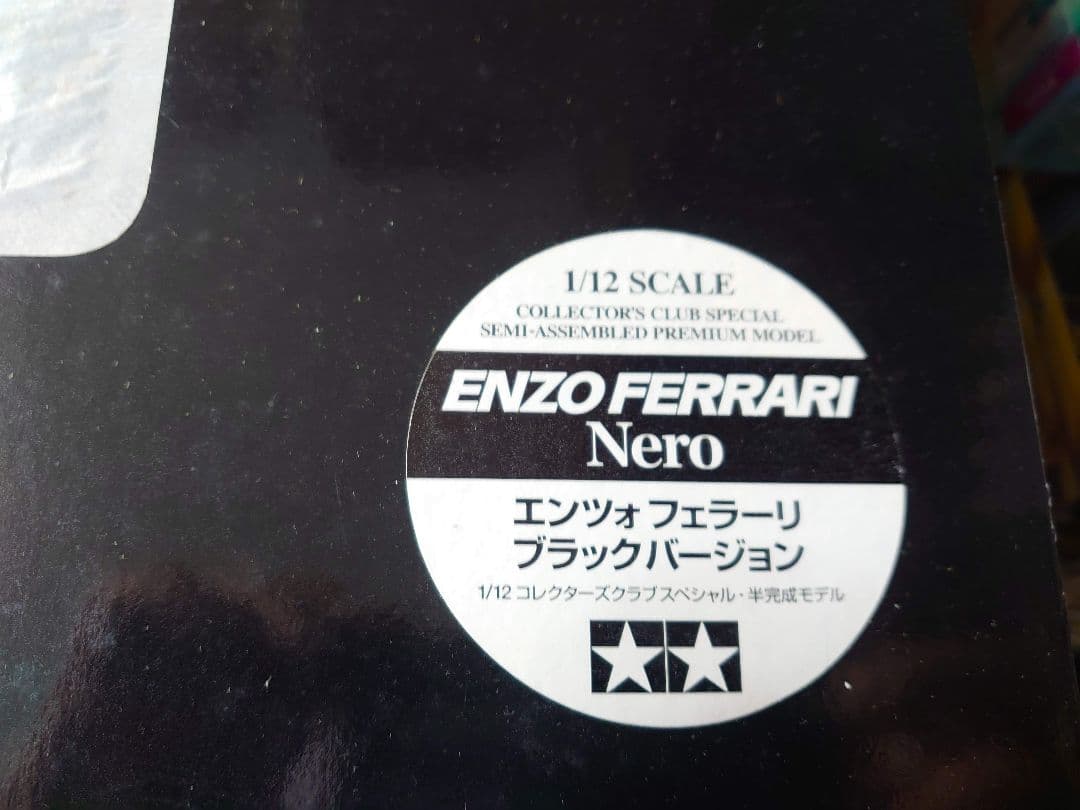 1/12 SCALE
COLLECTOR'S CLUB SPECIAL
SEMI-ASSEMBLED PREMIUM MODEL
ENZO FERRARI
Nero
エンツォ フェラーリ
ブラックバージョン
1/12 コレクターズクラブスペシャル・半完成モデル